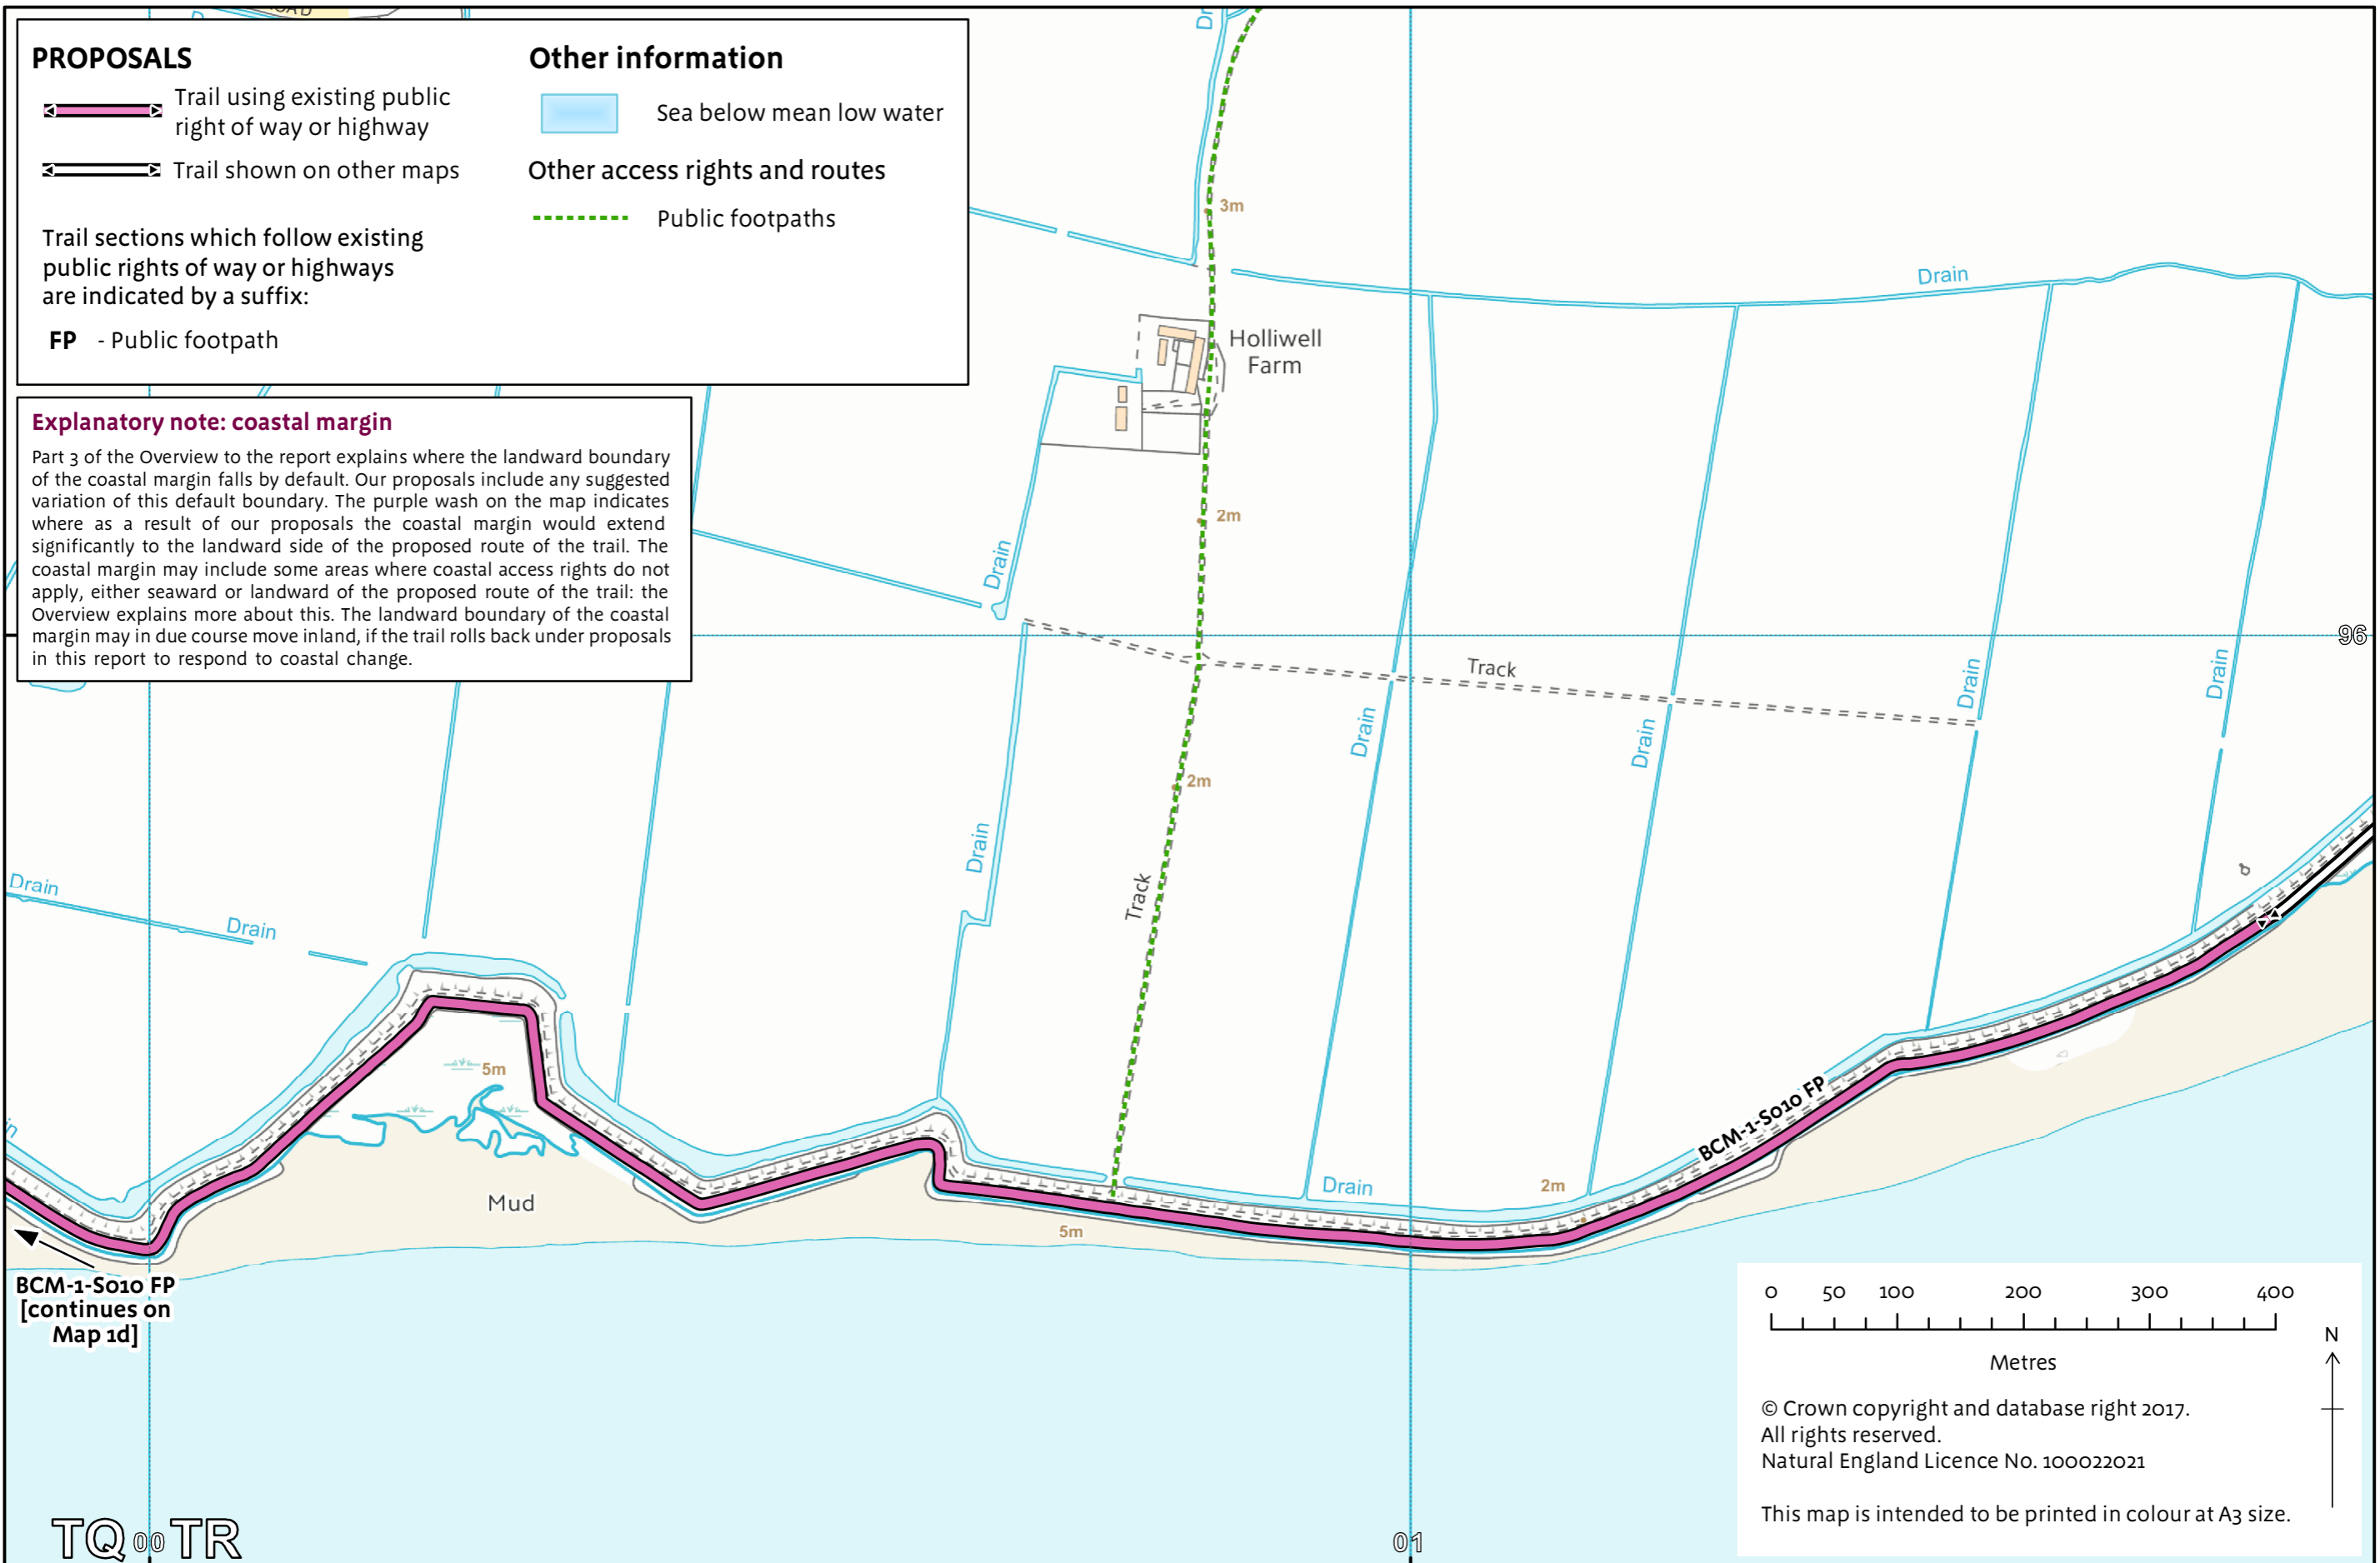 PROPOSALS
Trail using existing public
right of way or highway
Trail shown on other maps
Trail sections which follow existing
public rights of way or highways
are indicated by a suffix:
FP - Public footpath
Other information
Sea below mean low water
Other access rights and routes
Public footpaths
Explanatory note: coastal margin
Part 3 of the Overview to the report explains where the landward boundary
of the coastal margin falls by default. Our proposals include any suggested
variation of this default boundary. The purple wash on the map indicates
where as a result of our proposals the coastal margin would extend
significantly to the landward side of the proposed route of the trail. The
coastal margin may include some areas where coastal access rights do not
apply, either seaward or landward of the proposed route of the trail: the
Overview explains more about this. The landward boundary of the coastal
margin may in due course move inland, if the trail rolls back under proposals
in this report to respond to coastal change.
3m
Drain
Holliwell
Farm
2m
Drain
96
Track
Drain
Drain
Drain
Drain
2m
Drain
Track
Drain
Drain
5m
Mud
5m
Drain
2m
BCM-1-S010 FP
BCM-1-S010 FP
[continues on
Map 1d]
0 50 100 200 300 400
Metres
N
© Crown copyright and database right 2017.
All rights reserved.
Natural England Licence No. 100022021
This map is intended to be printed in colour at A3 size.
TQ 00 TR
01